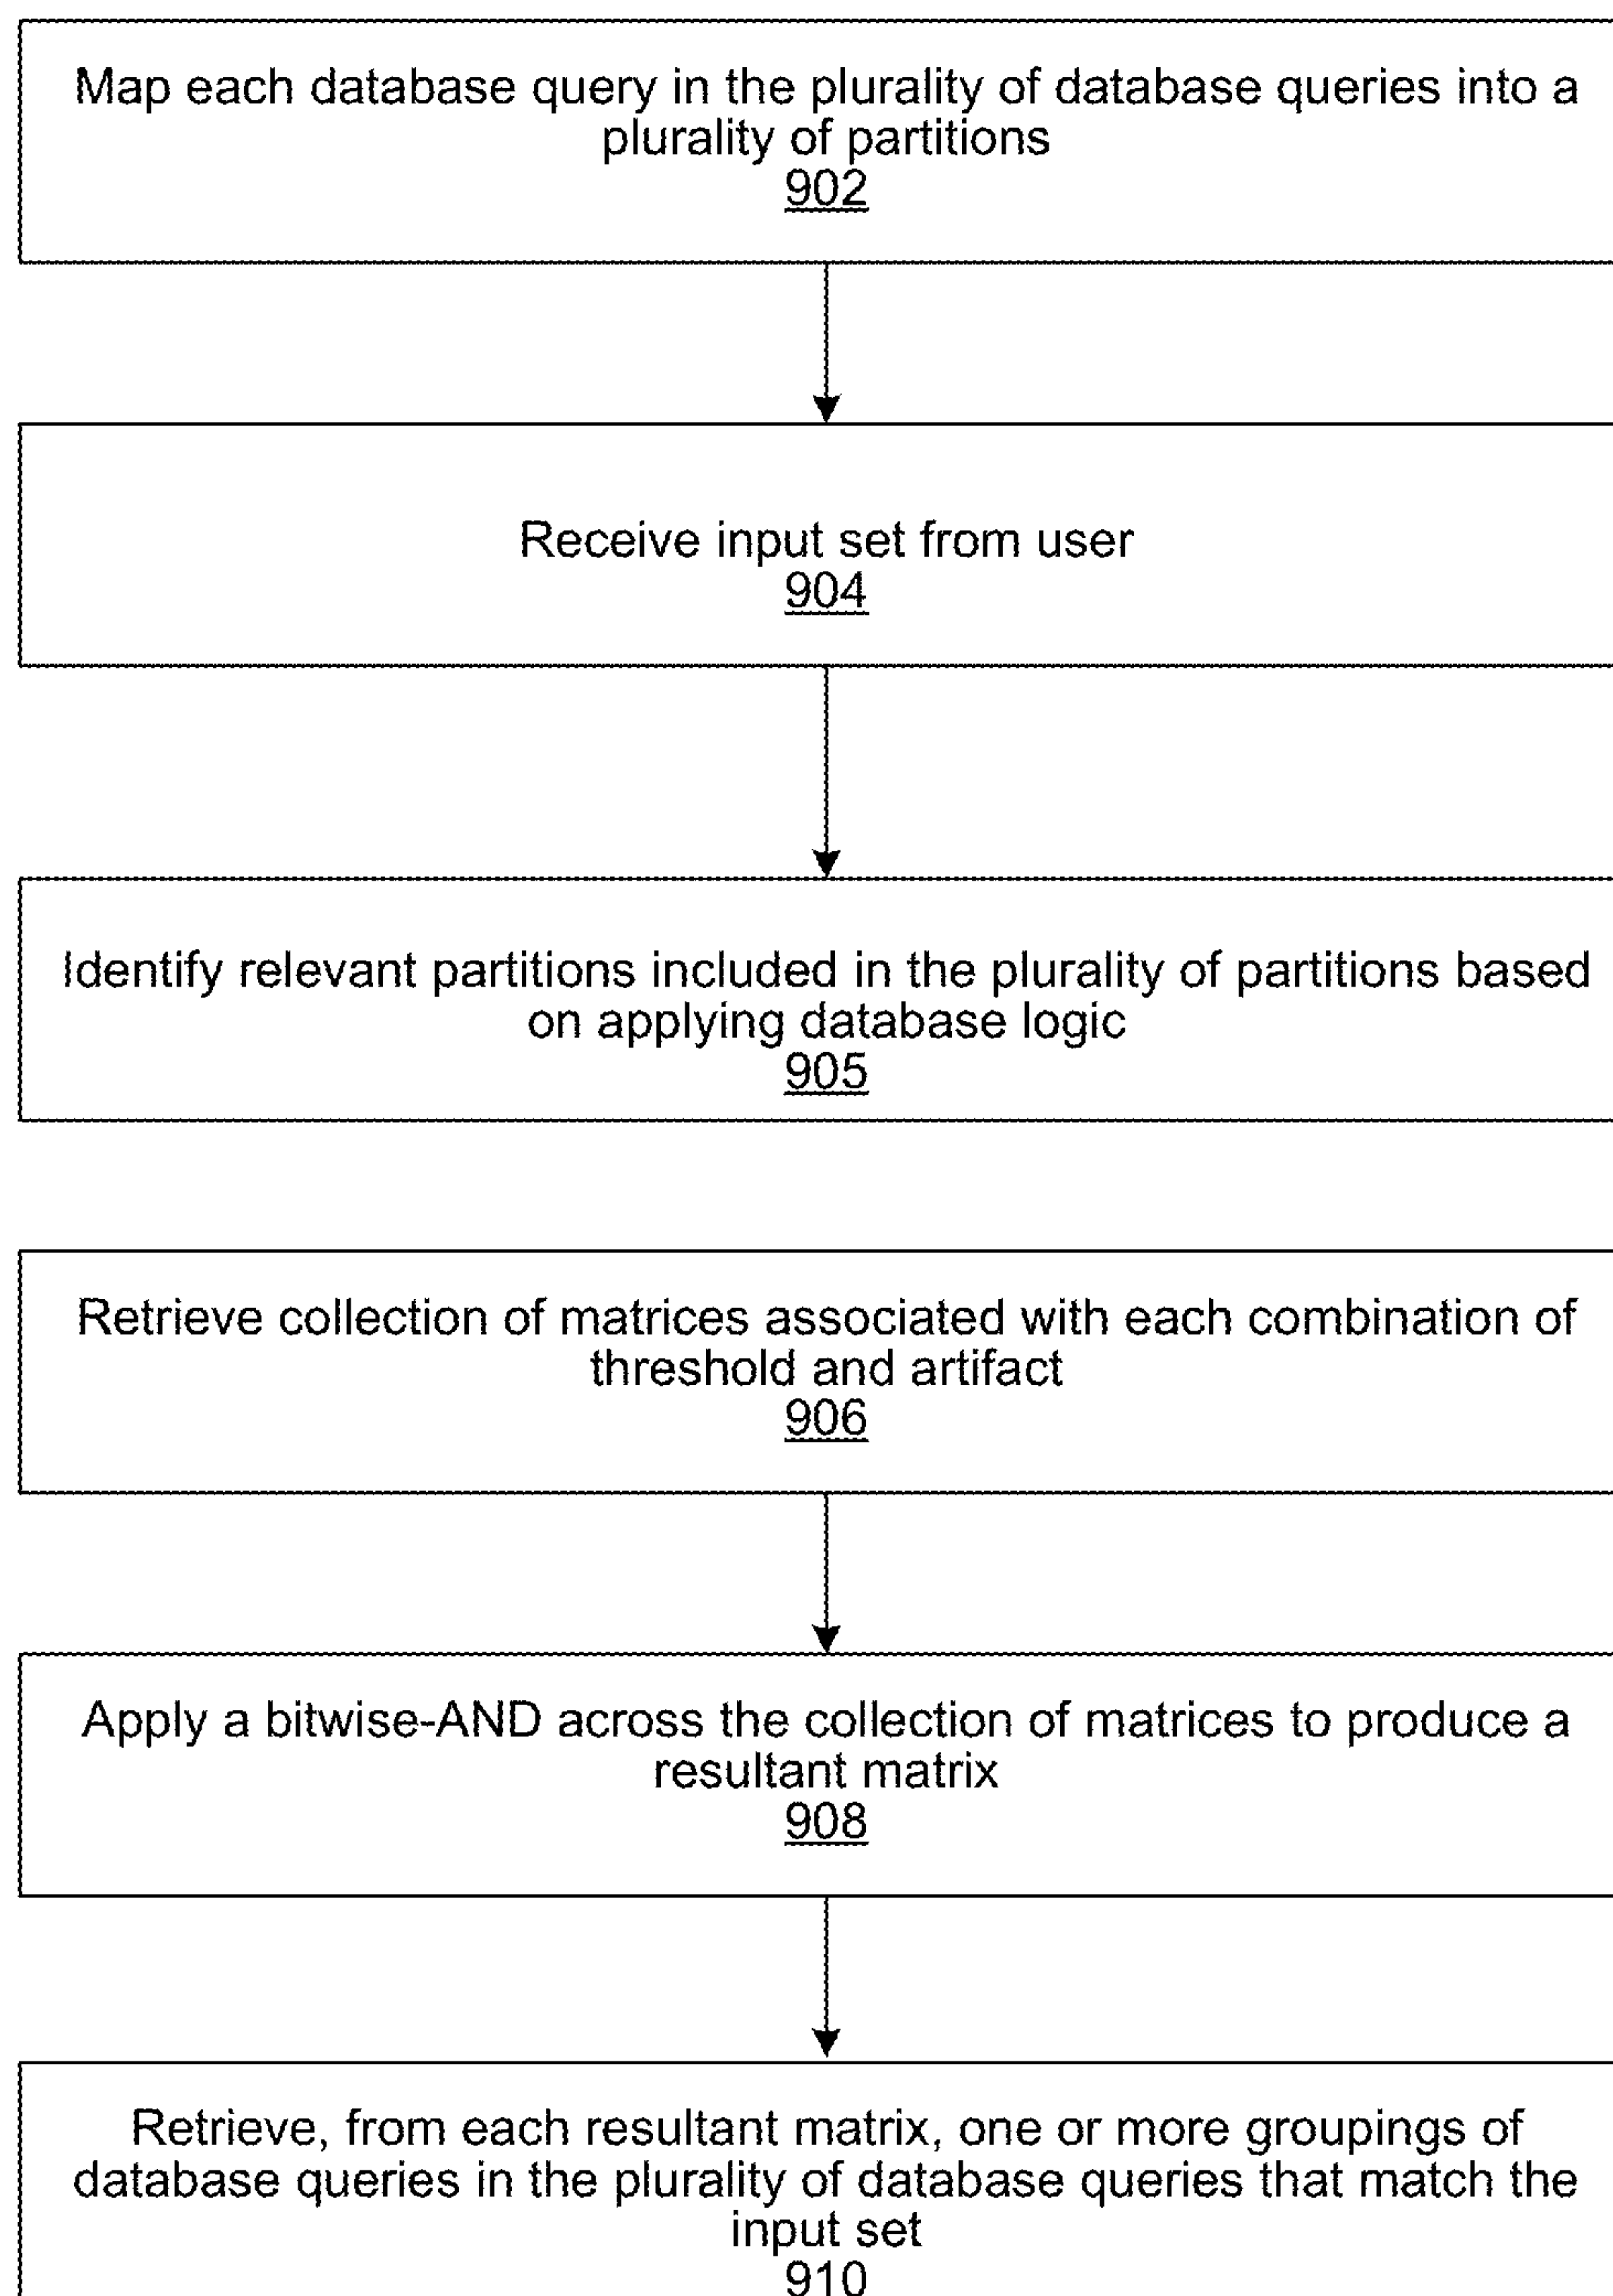 Map each database query in the plurality of database queries into a
plurality of partitions
902
Receive input set from user
904
Identify relevant partitions included in the plurality of partitions based
on applying database logic
905
Retrieve collection of matrices associated with each combination of
threshold and artifact
906
Apply a bitwise-AND across the collection of matrices to produce a
resultant matrix
908
Retrieve, from each resultant matrix, one or more groupings of
database queries in the plurality of database queries that match the
input set
910